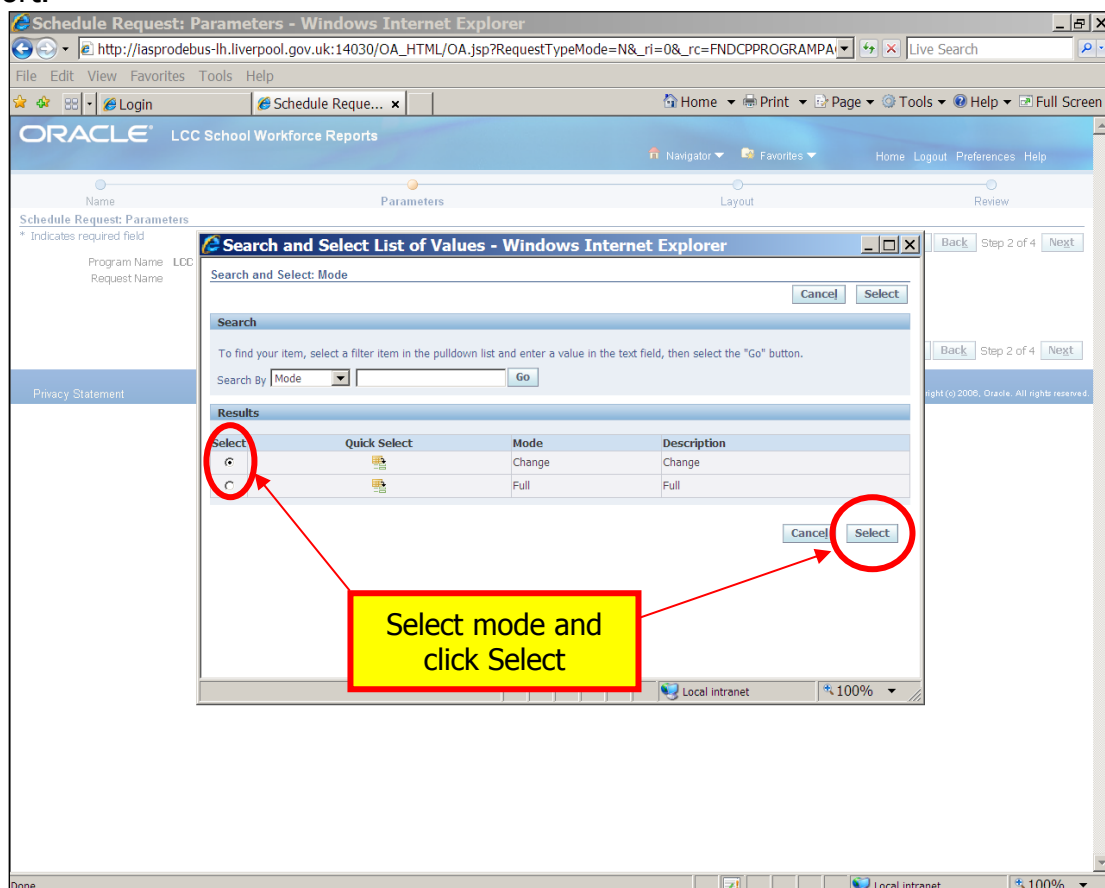 ort.
Schedule Request: Parameters - Windows Internet Explorer
http://iasprodebus-lh.liverpool.gov.uk:14030/OA_HTML/OA.jsp?RequestTypeMode=N&_ri=0&_rc=FNDCPPROGRAMPA
Live Search
File Edit View Favorites Tools Help
Login
Schedule Reque...
Home Print Page Tools Help Full Screen
ORACLE LCC School Workforce Reports
Navigator Favorites Home Logout Preferences Help
Name Parameters Layout Review
Schedule Request: Parameters
* Indicates required field
Back Step 2 of 4 Next
Program Name LCC
Request Name
Search and Select List of Values - Windows Internet Explorer
Search and Select: Mode
Cancel Select
Search
To find your item, select a filter item in the pulldown list and enter a value in the text field, then select the "Go" button.
Search By Mode Go
Back Step 2 of 4 Next
Privacy Statement
right (c) 2006, Oracle. All rights reserved.
Results
Select Quick Select Mode Description
Change Change
Full Full
Cancel Select
Select mode and
click Select
Local intranet 100%
Done
Local intranet 100%